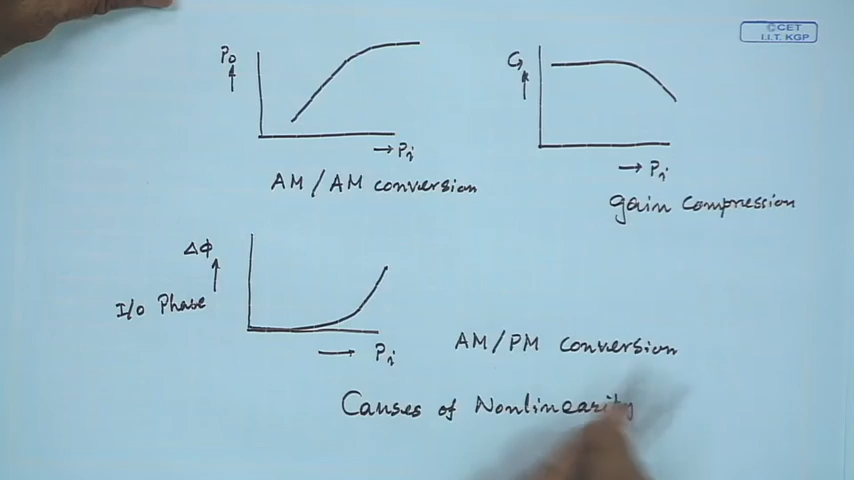 ©CET
I.I.T. KGP
Po
→ Pi
AM/AM conversion
G
→ Pi
gain compression
Δφ
I/o Phase
→ Pi
AM/PM conversion
Causes of Nonlinearity